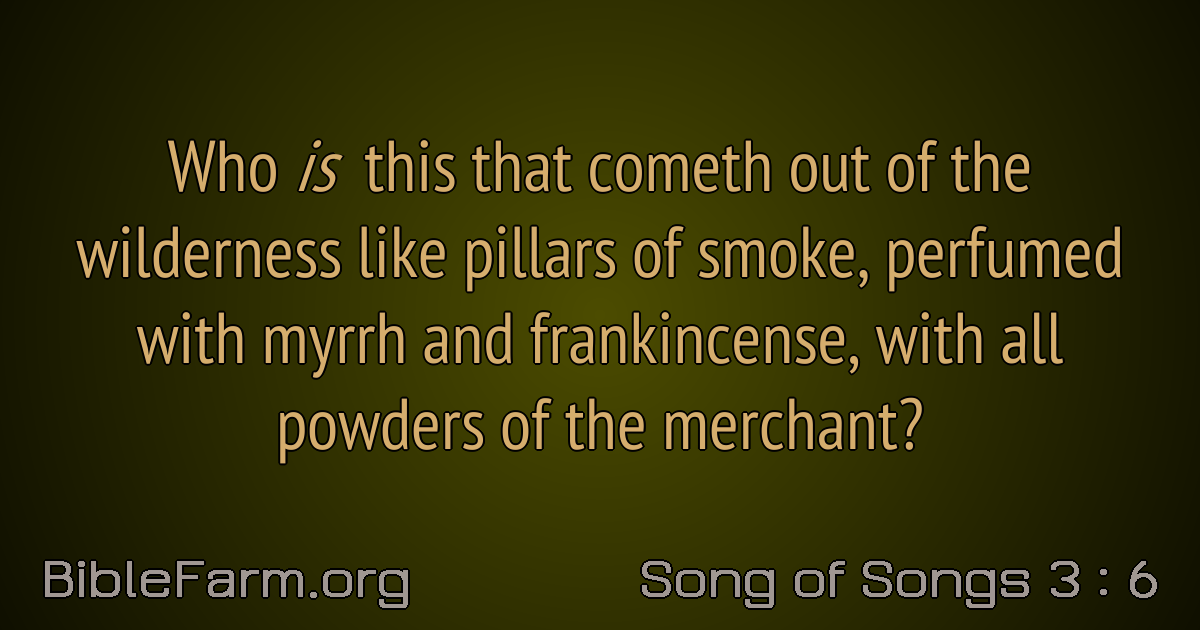 Who is this that cometh out of the
wilderness like pillars of smoke, perfumed
with myrrh and frankincense, with all
powders of the merchant?
BibleFarm.org
Song of Songs 3 : 6